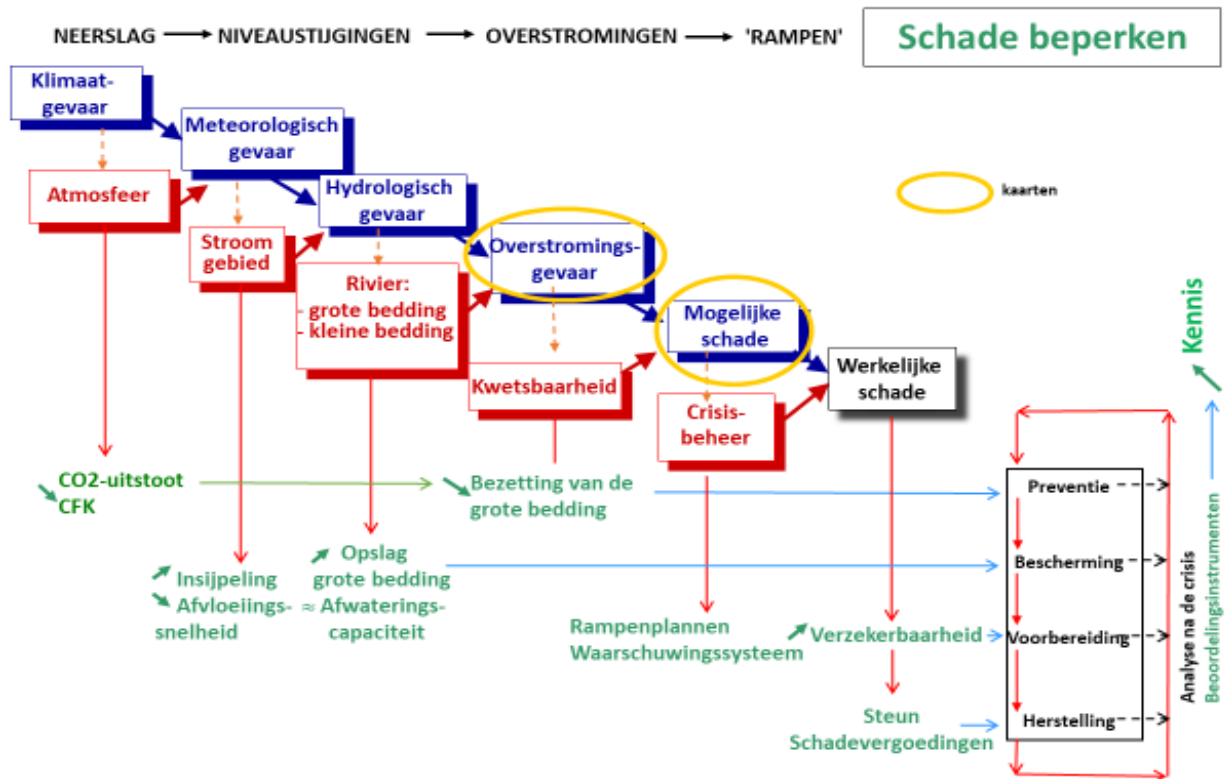 NEERSLAG
NIVEAUSTIJGINGEN
OVERSTROMINGEN
'RAMPEN'
Schade beperken
Klimaat-
gevaar
Meteorologisch
gevaar
Atmosfeer
Hydrologisch
gevaar
kaarten
Stroom
gebied
Overstromings-
gevaar
Rivier:
- grote bedding
- kleine bedding
Mogelijke
schade
Kwetsbaarheid
Werkelijke
schade
Crisis-
beheer
Kennis
CO2-uitstoot
CFK
Bezetting van de
grote bedding
Preventie
Insijpeling
Afvloeiings-
snelheid
Opslag
grote bedding
≈ Afwaterings-
capaciteit
Bescherming
Rampenplannen
Waarschuwingssysteem
Verzekerbaarheid
Voorbereiding
Steun
Schadevergoedingen
Herstelling
Analyse na de crisis
Beoordelingsinstrumenten